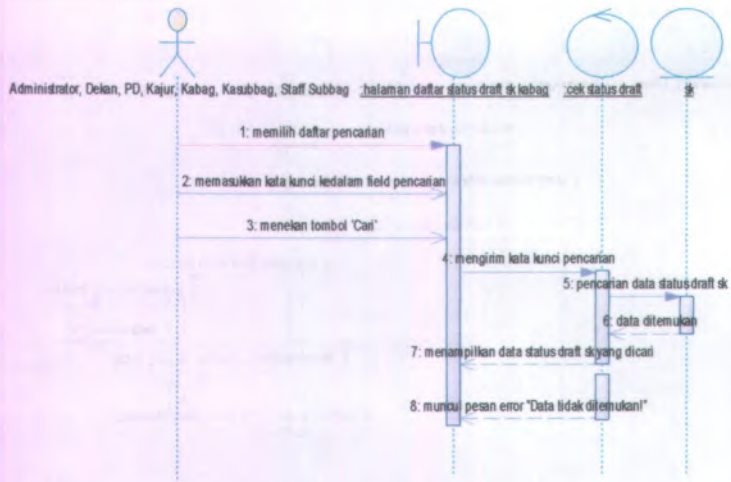 Administrator, Dekan, PD, Kajur, Kabag, Kasubbag, Staff Subbag :halaman daftar status draft sk kabag :cek status draft sk
1: memilih daftar pencarian
2: memasukkan kata kunci kedalam field pencarian
3: menekan tombol 'Cari'
4: mengirim kata kunci pencarian
5: pencarian data status draft sk
6: data ditemukan
7: menampilkan data status draft sk yang dicari
8: muncul pesan error "Data tidak ditemukan!"